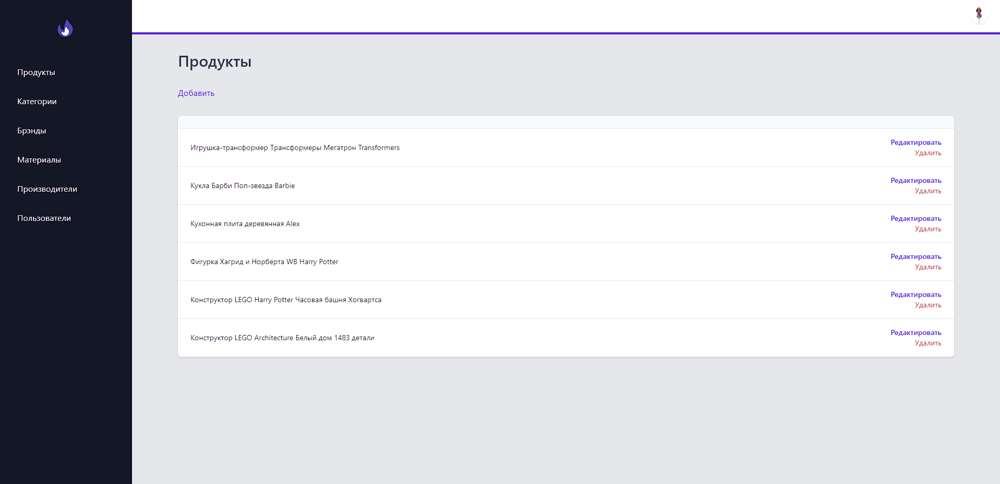 Продукты
Категории
Брэнды
Материалы
Производители
Пользователи
Продукты
Добавить
Игрушка-трансформер Трансформеры Мегатрон Transformers
Редактировать
Удалить
Кукла Барби Поп-звезда Barbie
Редактировать
Удалить
Кухонная плита деревянная Alex
Редактировать
Удалить
Фигурка Хагрид и Норберта WB Harry Potter
Редактировать
Удалить
Конструктор LEGO Harry Potter Часовая башня Хогвартса
Редактировать
Удалить
Конструктор LEGO Architecture Белый дом 1483 детали
Редактировать
Удалить